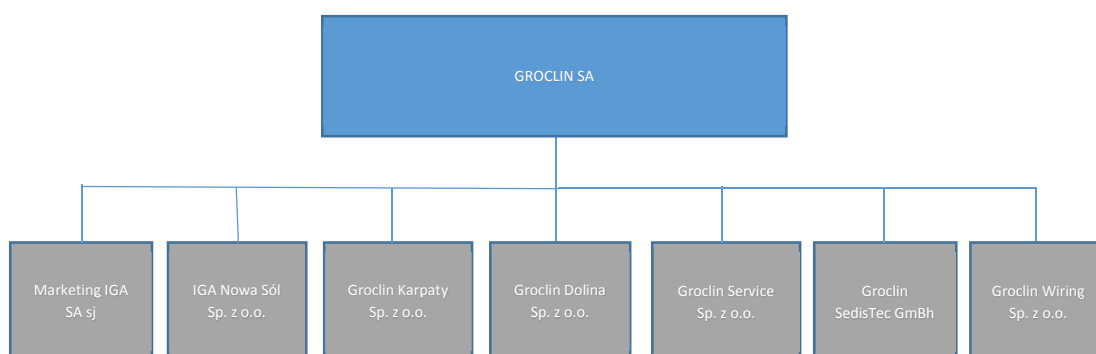 GROCLIN SA
Marketing IGA
SA sj
IGA Nowa Sól
Sp. z o.o.
Groclin Karpaty
Sp. z o.o.
Groclin Dolina
Sp. z o.o.
Groclin Service
Sp. z o.o.
Groclin
SedisTec GmBh
Groclin Wiring
Sp. z o.o.